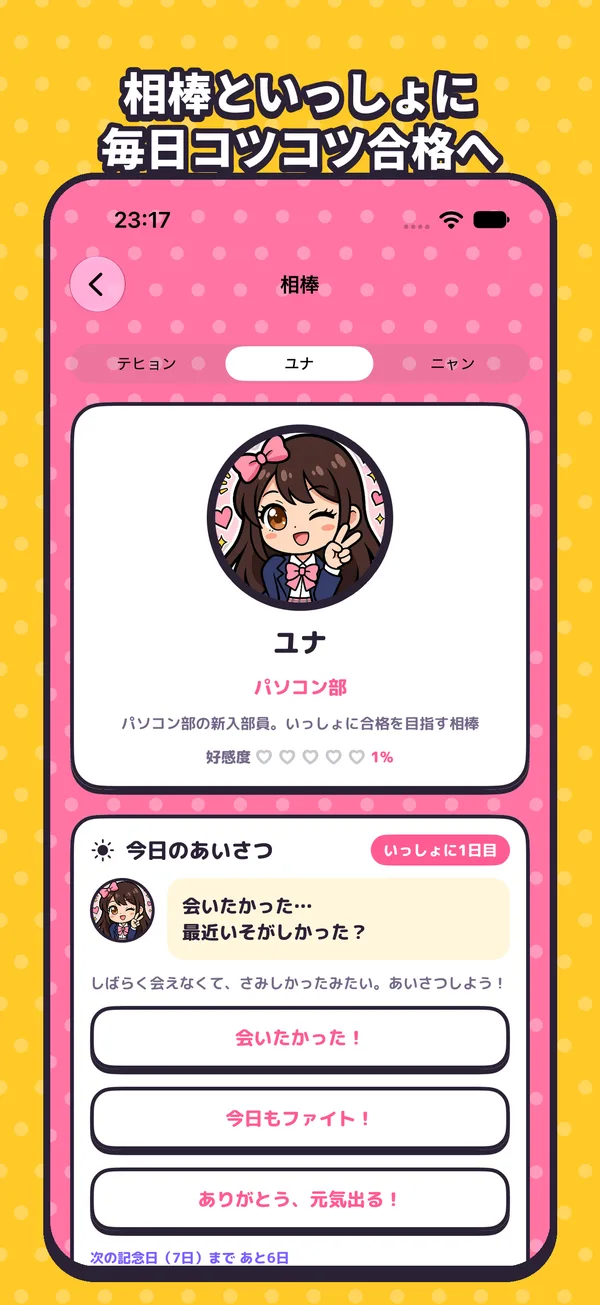 相棒といっしょに
毎日コツコツ合格へ
23:17
相棒
テヒョン ユナ ニャン
ユナ
パソコン部
パソコン部の新入部員。いっしょに合格を目指す相棒
好感度 ♡ ♡ ♡ ♡ ♡ 1%
今日のあいさつ いっしょに1日目
会いたかった…
最近いそがしかった？
しばらく会えなくて、さみしかったみたい。あいさつしよう！
会いたかった！
今日もファイト！
ありがとう、元気出る！
次の記念日（7日）まで あと6日